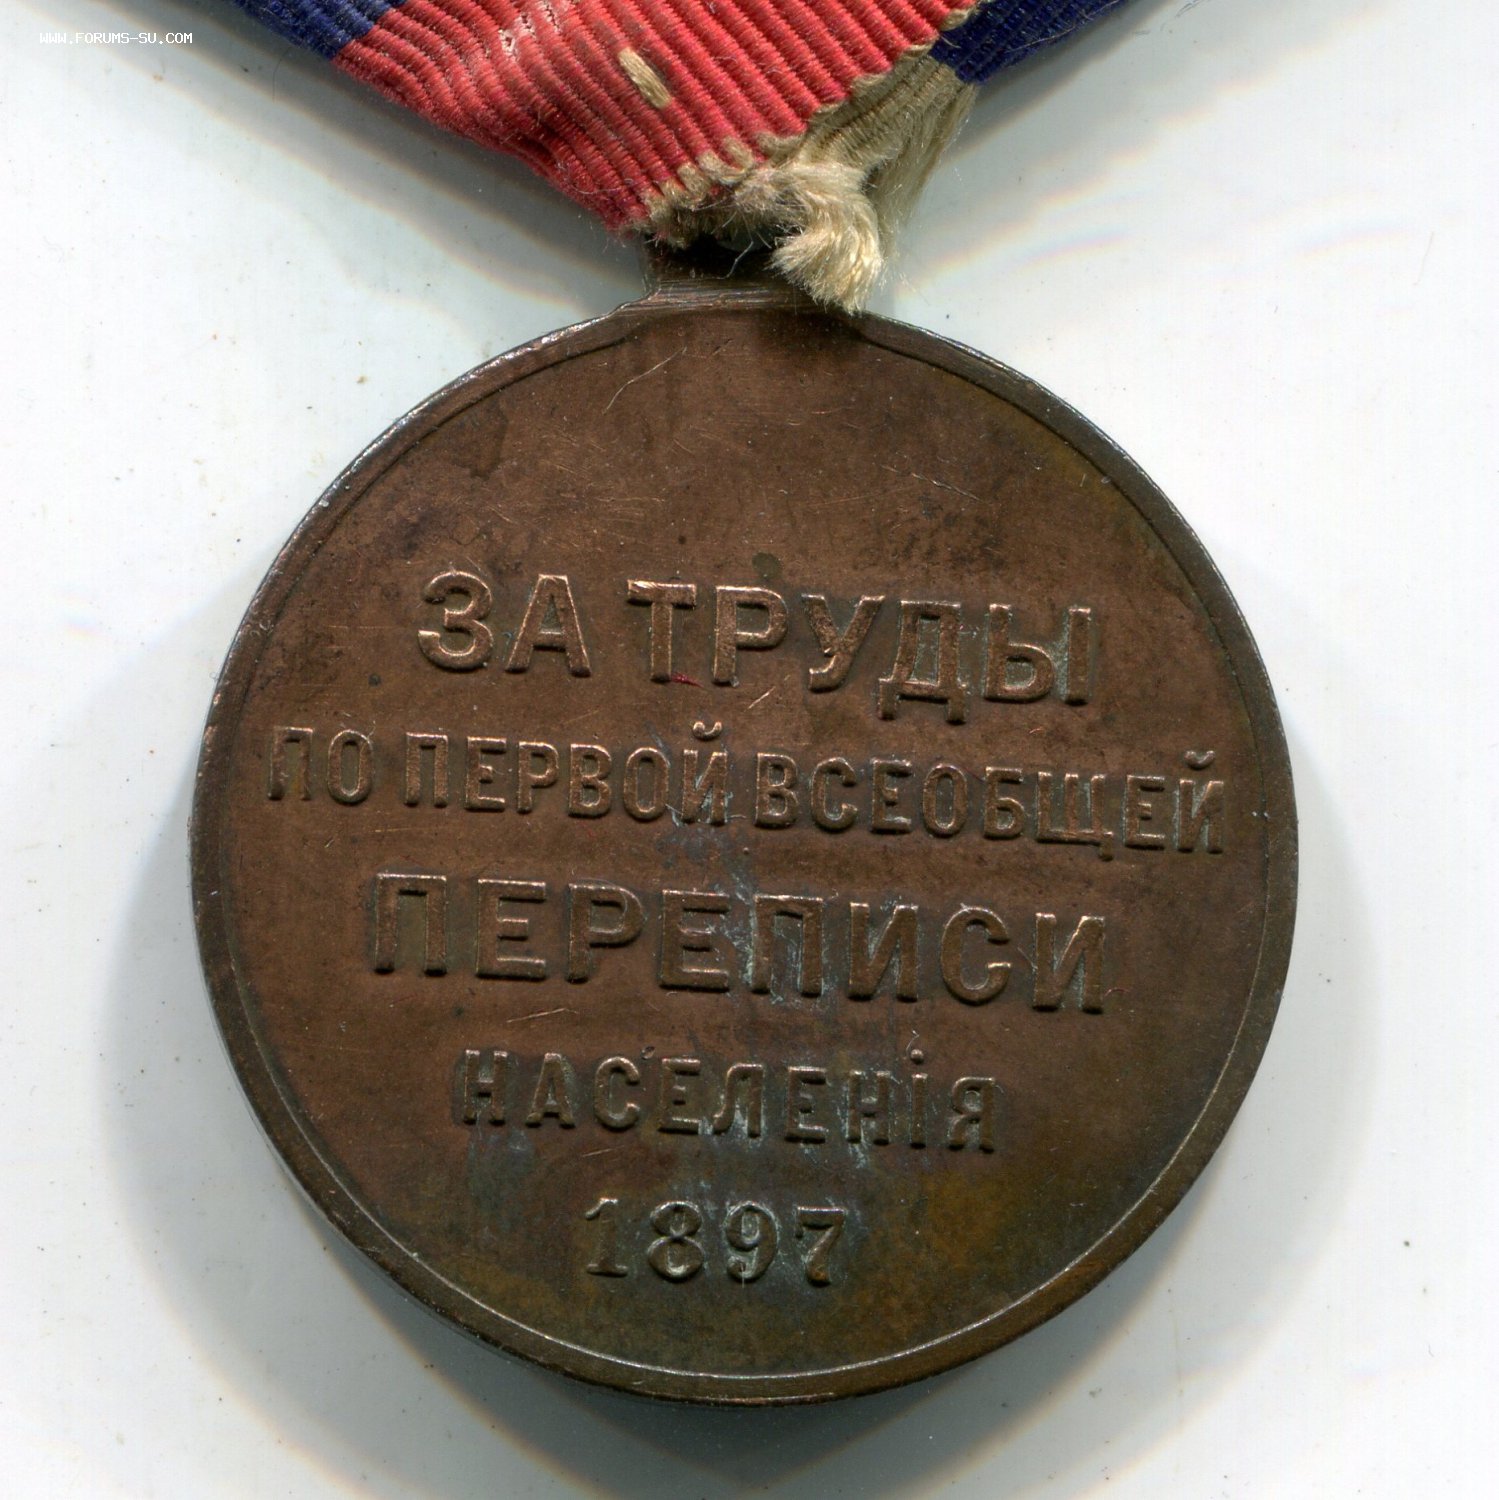 WWW.FORUMS-SU.COM
ЗА ТРУДЫ
ПО ПЕРВОЙ ВСЕОБЩЕЙ
ПЕРЕПИСИ
НАСЕЛЕНІЯ
1897